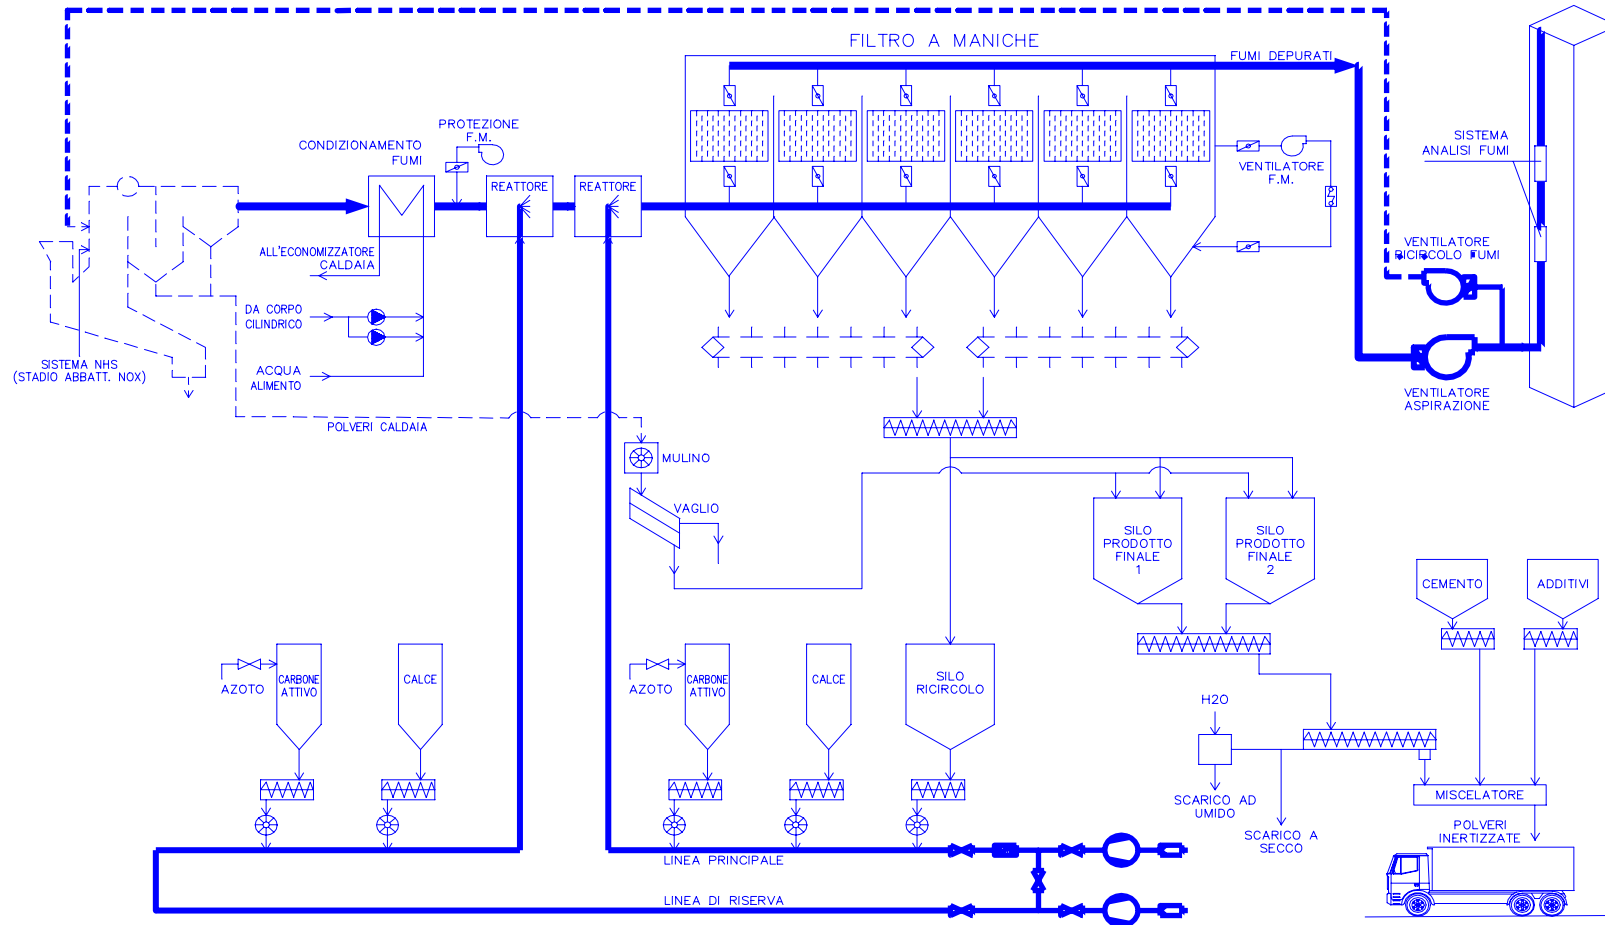 FILTRO A MANICHE
FUMI DEPURATI
PROTEZIONE
F.M.
CONDIZIONAMENTO
FUMI
SISTEMA
ANALISI FUMI
VENTILATORE
F.M.
REATTORE
REATTORE
ALL'ECONOMIZZATORE
CALDAIA
VENTILATORE
RICIRCOLO FUMI
DA CORPO
CILINDRICO
SISTEMA NHS
(STADIO ABBATT. NOX)
ACQUA
ALIMENTO
VENTILATORE
ASPIRAZIONE
POLVERI CALDAIA
MULINO
VAGLIO
SILO
PRODOTTO
FINALE
1
SILO
PRODOTTO
FINALE
2
CEMENTO
ADDITIVI
AZOTO
CARBONE
ATTIVO
CALCE
AZOTO
CARBONE
ATTIVO
CALCE
SILO
RICIRCOLO
H2O
SCARICO AD
UMIDO
SCARICO A
SECCO
MISCELATORE
POLVERI
INERTIZZATE
LINEA PRINCIPALE
LINEA DI RISERVA